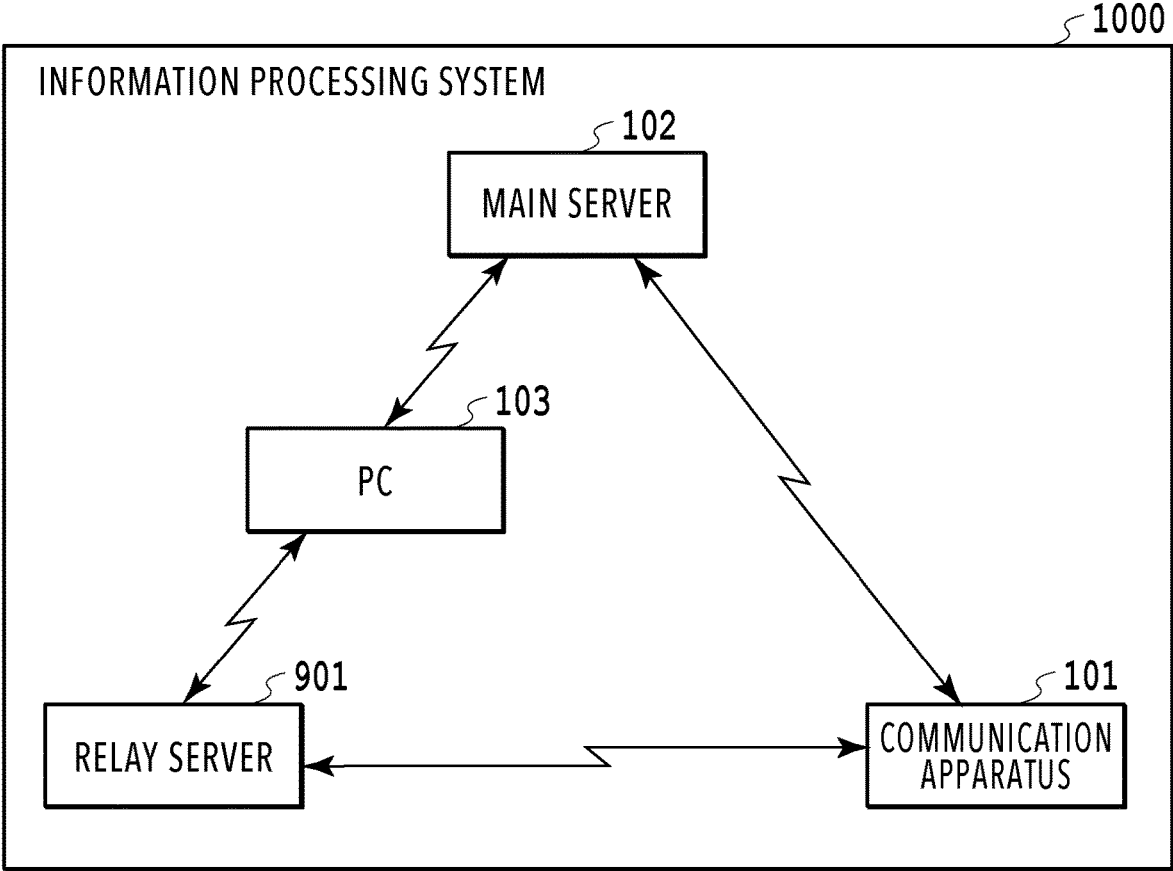 1000
INFORMATION PROCESSING SYSTEM
102
MAIN SERVER
103
PC
901
RELAY SERVER
101
COMMUNICATION
APPARATUS